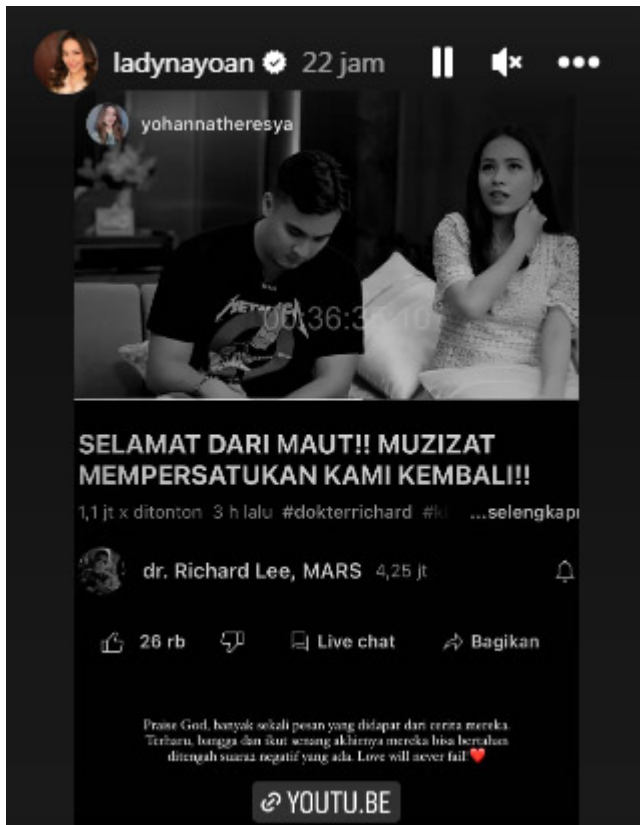 ladynayoan 22 jam
yohannatheresya
METALLICA
SELAMAT DARI MAUT!! MUZIZAT
MEMPERSATUKAN KAMI KEMBALI!!
1,1 jt x ditonton 3 h lalu #dokterrichard ...selengkap
dr. Richard Lee, MARS 4,25 jt
26 rb Live chat Bagikan
Praise God, banyak sekali pesan yang didapat dari cerita mereka.
Terharu, bangga dan ikut senang akhirnya mereka bisa bertahan
ditengah suara2 negatif yang ada. Love will never fail
YOUTU.BE